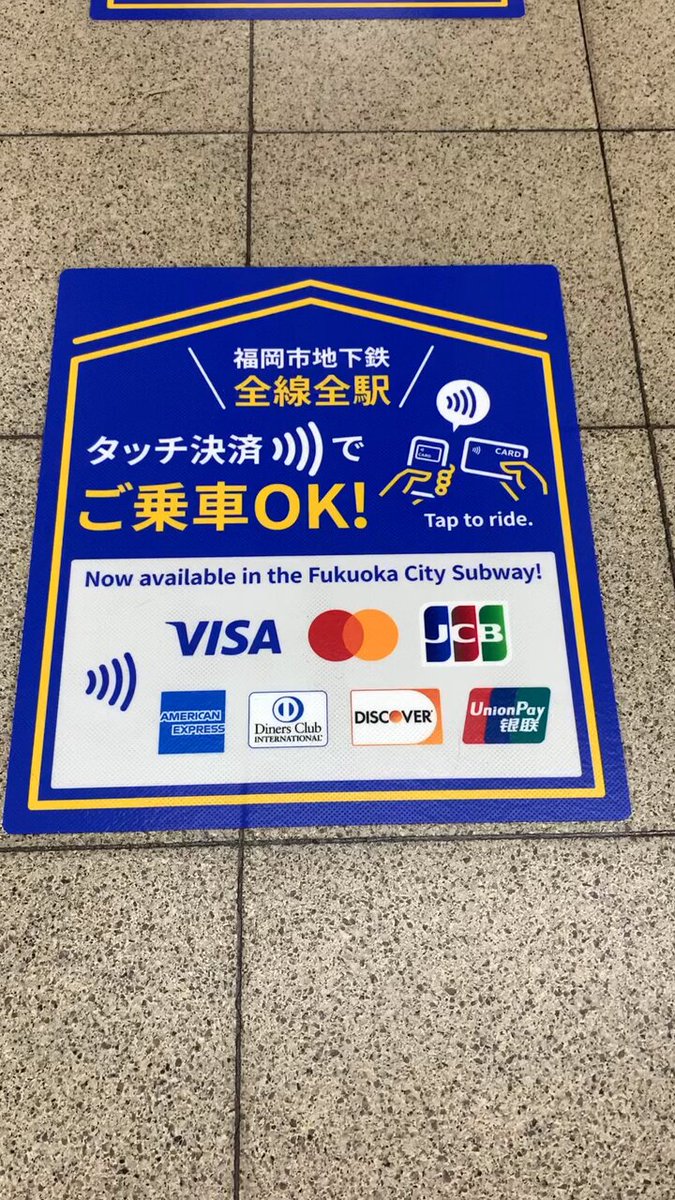 福岡市地下鉄
全線全駅
タッチ決済 で
ご乗車OK!
CARD
CARD
Tap to ride.
Now available in the Fukuoka City Subway!
VISA
JCB
AMERICAN
EXPRESS
Diners Club
INTERNATIONAL
DISCOVER
UnionPay
银联